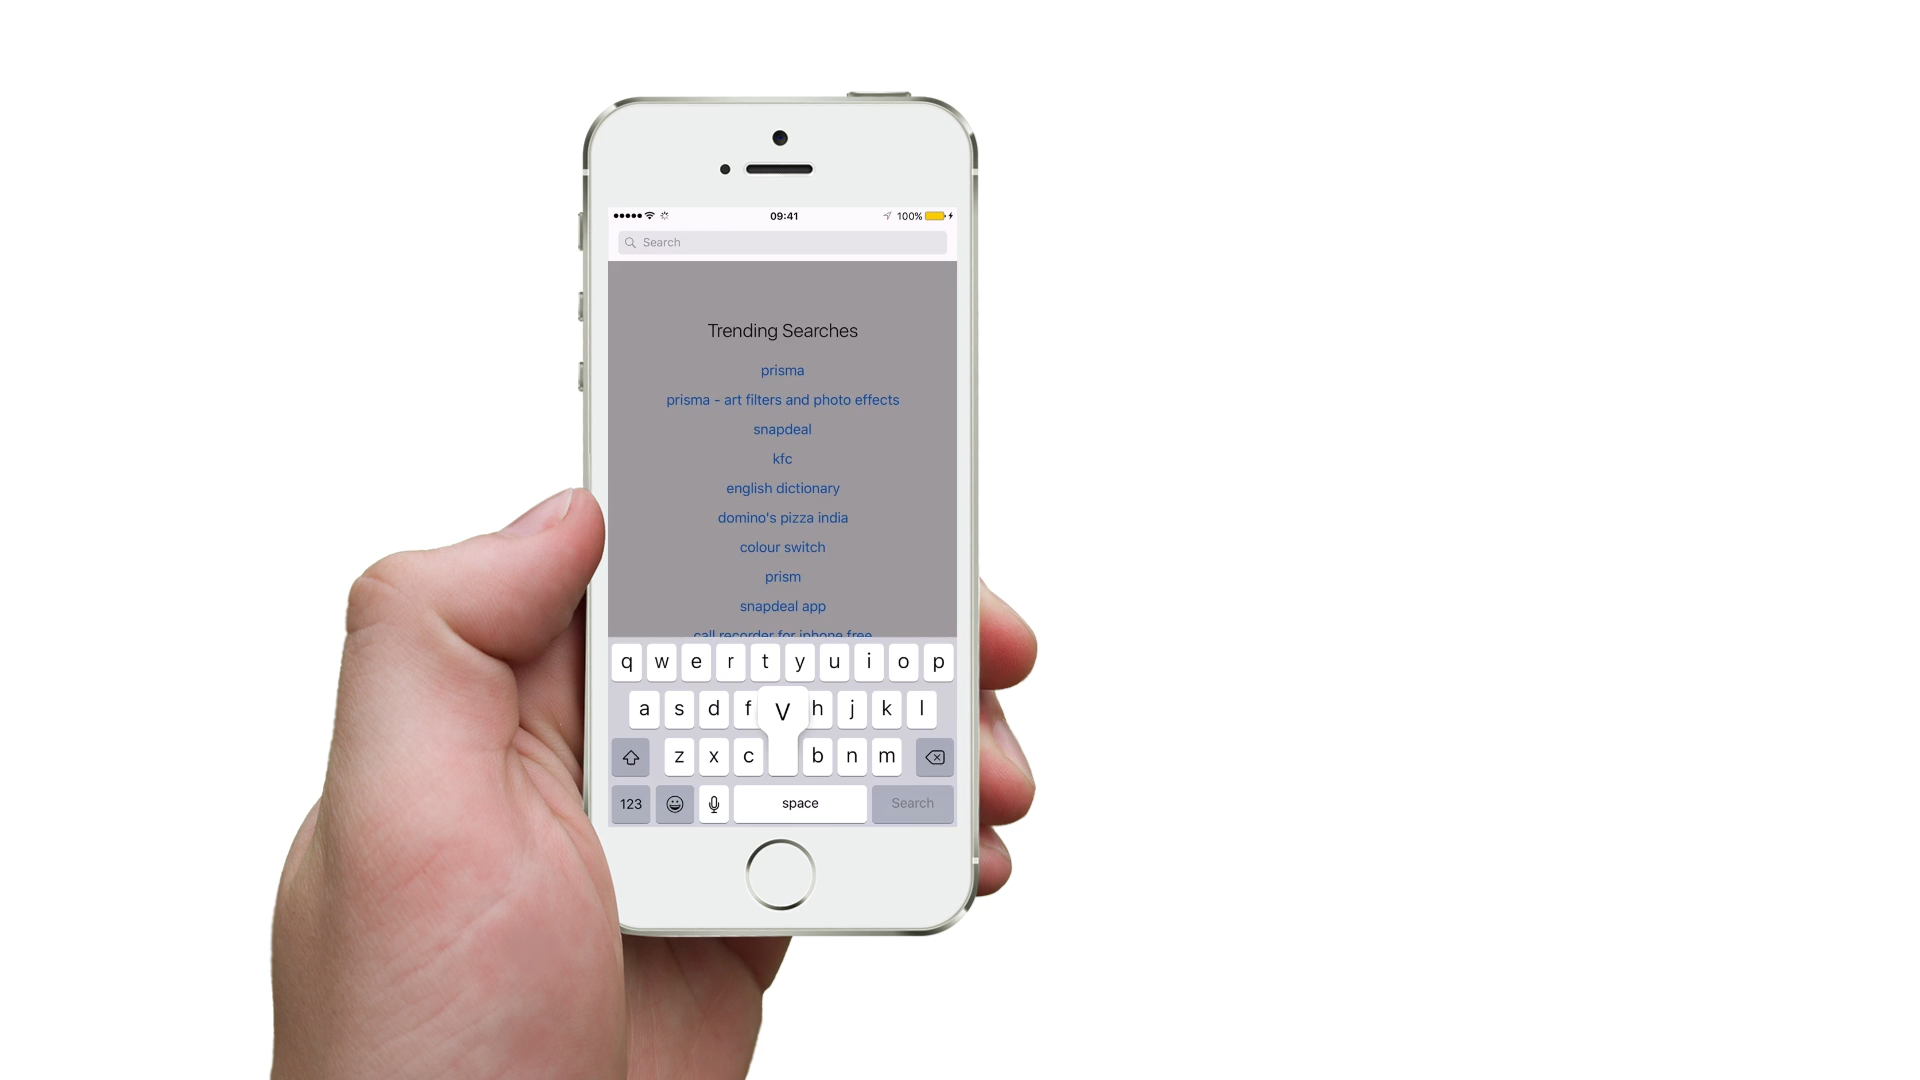 09:41
100%
Search
Trending Searches
prisma
prisma - art filters and photo effects
snapdeal
kfc
english dictionary
domino's pizza india
colour switch
prism
snapdeal app
call recorder for iphone free
q w e r t y u i o p
a s d f V h j k l
z x c b n m
123 space Search